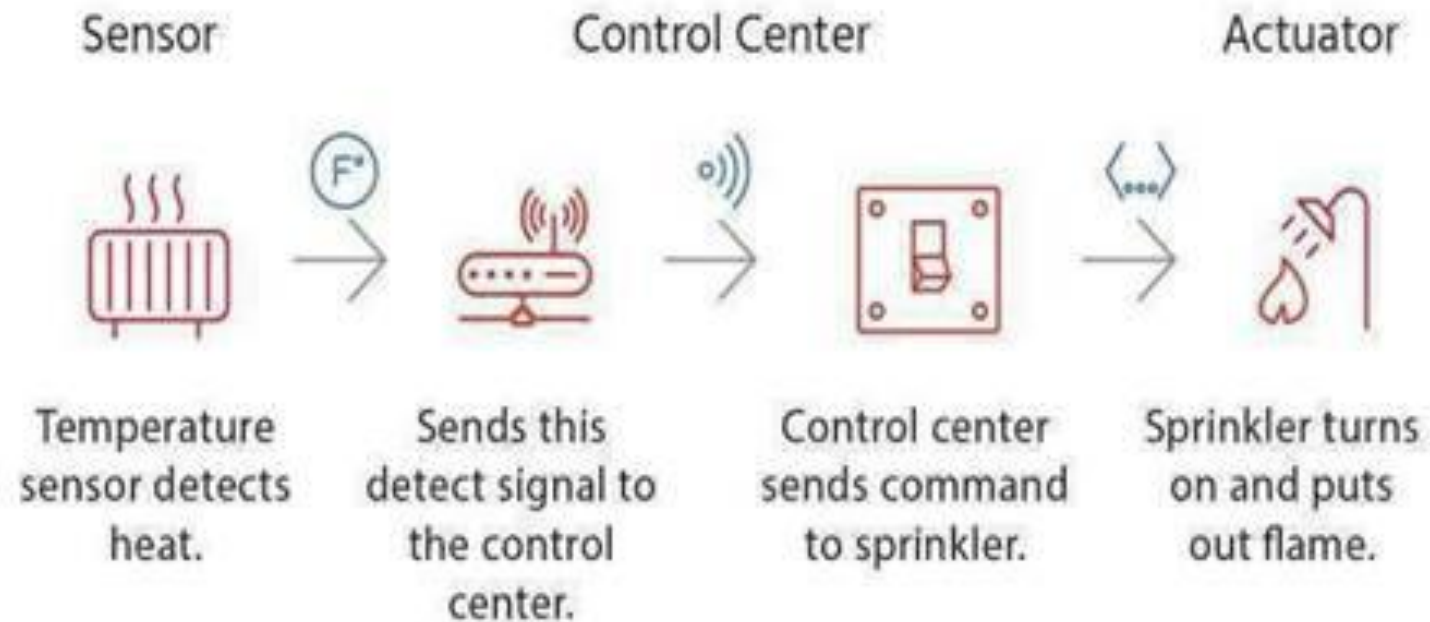 Sensor
Control Center
Actuator
F°
Temperature
sensor detects
heat.
Sends this
detect signal to
the control
center.
Control center
sends command
to sprinkler.
Sprinkler turns
on and puts
out flame.